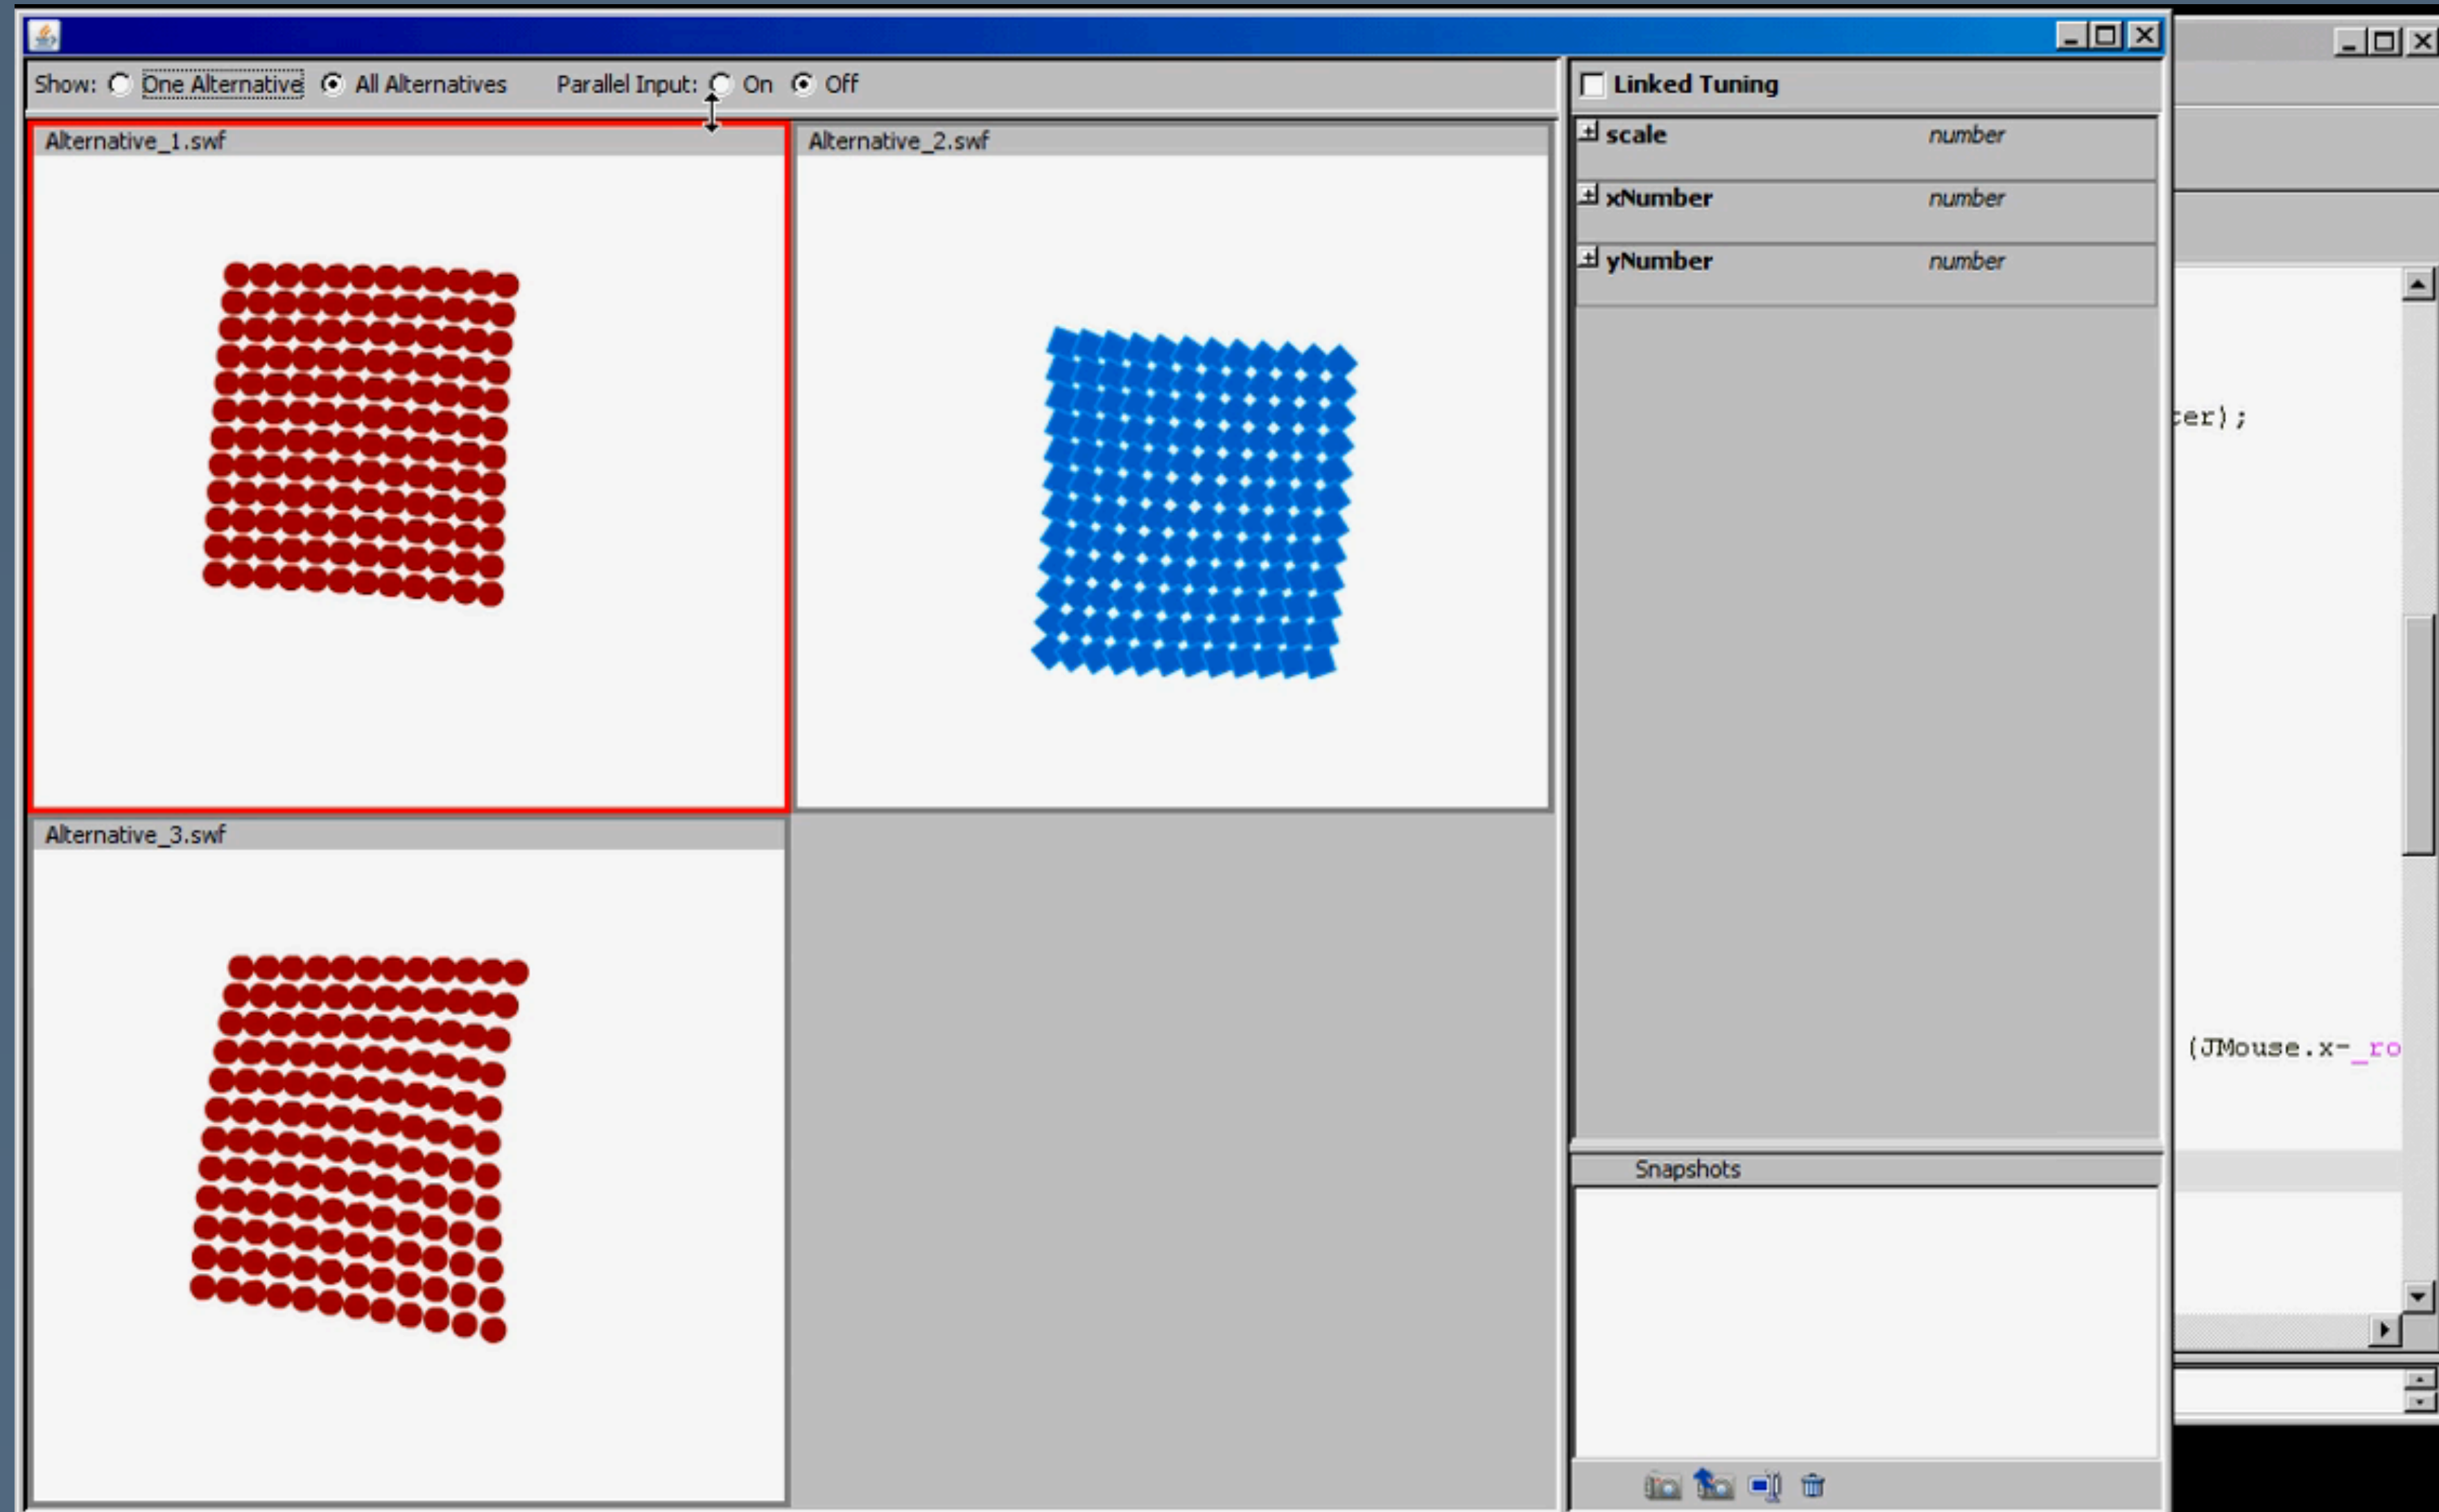 Show: One Alternative All Alternatives Parallel Input: On Off
Linked Tuning
Alternative_1.swf
Alternative_2.swf
scale number
xNumber number
yNumber number
ter);
Alternative_3.swf
(JMouse.x-_ro
Snapshots